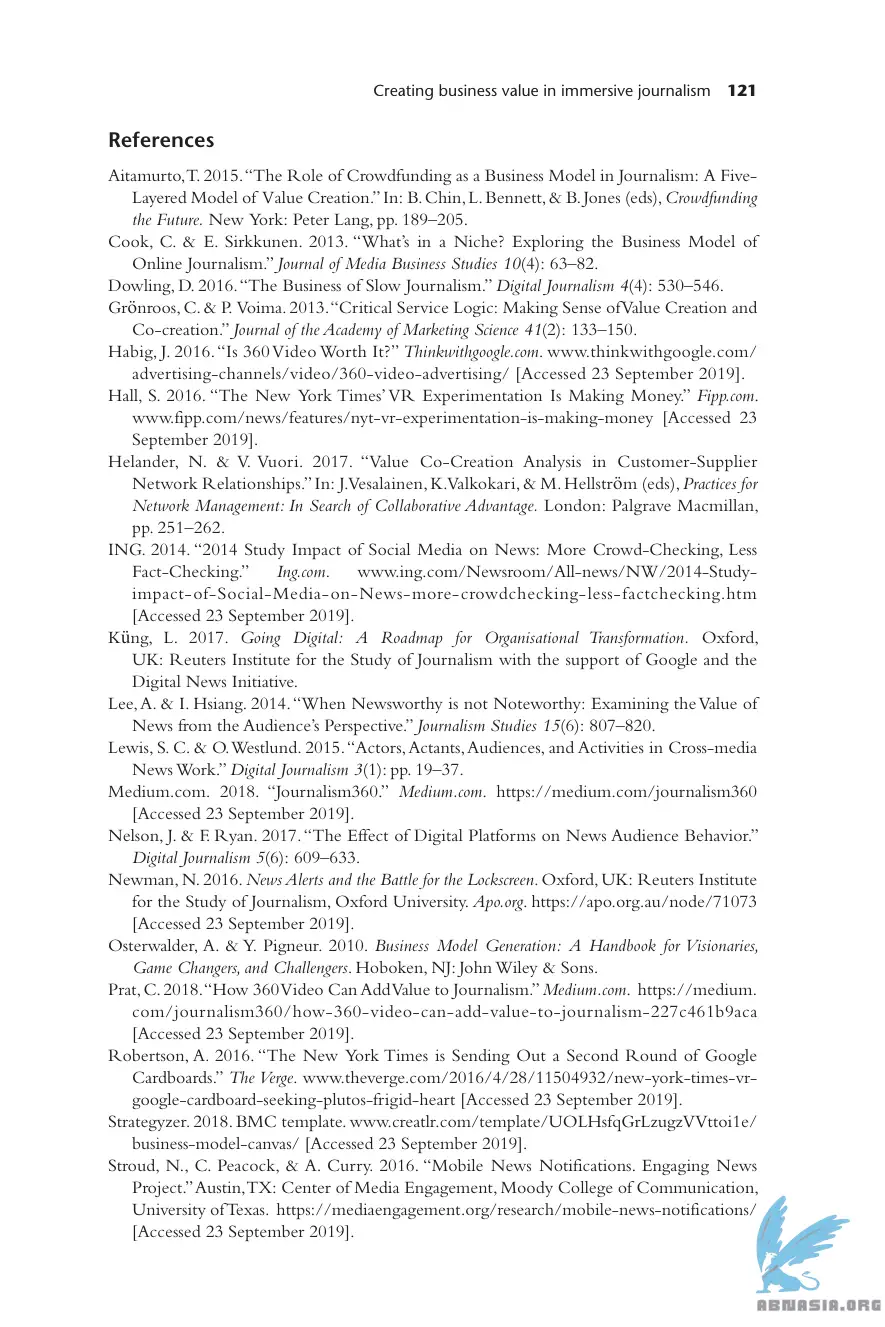 Creating business value in immersive journalism 121
References
Aitamurto, T. 2015. “The Role of Crowdfunding as a Business Model in Journalism: A Five-
Layered Model of Value Creation.” In: B. Chin, L. Bennett, & B. Jones (eds), Crowdfunding
the Future. New York: Peter Lang, pp. 189–205.
Cook, C. & E. Sirkkunen. 2013. “What’s in a Niche? Exploring the Business Model of
Online Journalism.” Journal of Media Business Studies 10(4): 63–82.
Dowling, D. 2016. “The Business of Slow Journalism.” Digital Journalism 4(4): 530–546.
Grönroos, C. & P. Voima. 2013. “Critical Service Logic: Making Sense of Value Creation and
Co-creation.” Journal of the Academy of Marketing Science 41(2): 133–150.
Habig, J. 2016. “Is 360 Video Worth It?” Thinkwithgoogle.com. www.thinkwithgoogle.com/
advertising-channels/video/360-video-advertising/ [Accessed 23 September 2019].
Hall, S. 2016. “The New York Times’ VR Experimentation Is Making Money.” Fipp.com.
www.fipp.com/news/features/nyt-vr-experimentation-is-making-money [Accessed 23
September 2019].
Helander, N. & V. Vuori. 2017. “Value Co-Creation Analysis in Customer-Supplier
Network Relationships.” In: J. Vesalainen, K. Valkokari, & M. Hellström (eds), Practices for
Network Management: In Search of Collaborative Advantage. London: Palgrave Macmillan,
pp. 251–262.
ING. 2014. “2014 Study Impact of Social Media on News: More Crowd-Checking, Less
Fact-Checking.” Ing.com. www.ing.com/Newsroom/All-news/NW/2014-Study-
impact-of-Social-Media-on-News-more-crowdchecking-less-factchecking.htm
[Accessed 23 September 2019].
Küng, L. 2017. Going Digital: A Roadmap for Organisational Transformation. Oxford,
UK: Reuters Institute for the Study of Journalism with the support of Google and the
Digital News Initiative.
Lee, A. & I. Hsiang. 2014. “When Newsworthy is not Noteworthy: Examining the Value of
News from the Audience’s Perspective.” Journalism Studies 15(6): 807–820.
Lewis, S. C. & O. Westlund. 2015. “Actors, Actants, Audiences, and Activities in Cross-media
News Work.” Digital Journalism 3(1): pp. 19–37.
Medium.com. 2018. “Journalism360.” Medium.com. https://medium.com/journalism360
[Accessed 23 September 2019].
Nelson, J. & F. Ryan. 2017. “The Effect of Digital Platforms on News Audience Behavior.”
Digital Journalism 5(6): 609–633.
Newman, N. 2016. News Alerts and the Battle for the Lockscreen. Oxford, UK: Reuters Institute
for the Study of Journalism, Oxford University. Apo.org. https://apo.org.au/node/71073
[Accessed 23 September 2019].
Osterwalder, A. & Y. Pigneur. 2010. Business Model Generation: A Handbook for Visionaries,
Game Changers, and Challengers. Hoboken, NJ: John Wiley & Sons.
Prat, C. 2018. “How 360 Video Can Add Value to Journalism.” Medium.com. https://medium.
com/journalism360/how-360-video-can-add-value-to-journalism-227c461b9aca
[Accessed 23 September 2019].
Robertson, A. 2016. “The New York Times is Sending Out a Second Round of Google
Cardboards.” The Verge. www.theverge.com/2016/4/28/11504932/new-york-times-vr-
google-cardboard-seeking-plutos-frigid-heart [Accessed 23 September 2019].
Strategyzer. 2018. BMC template. www.creatlr.com/template/UOLHsfqGrLzugzVVttoi1e/
business-model-canvas/ [Accessed 23 September 2019].
Stroud, N., C. Peacock, & A. Curry. 2016. “Mobile News Notifications. Engaging News
Project.” Austin, TX: Center of Media Engagement, Moody College of Communication,
University of Texas. https://mediaengagement.org/research/mobile-news-notifications/
[Accessed 23 September 2019].
ABNASIA.ORG